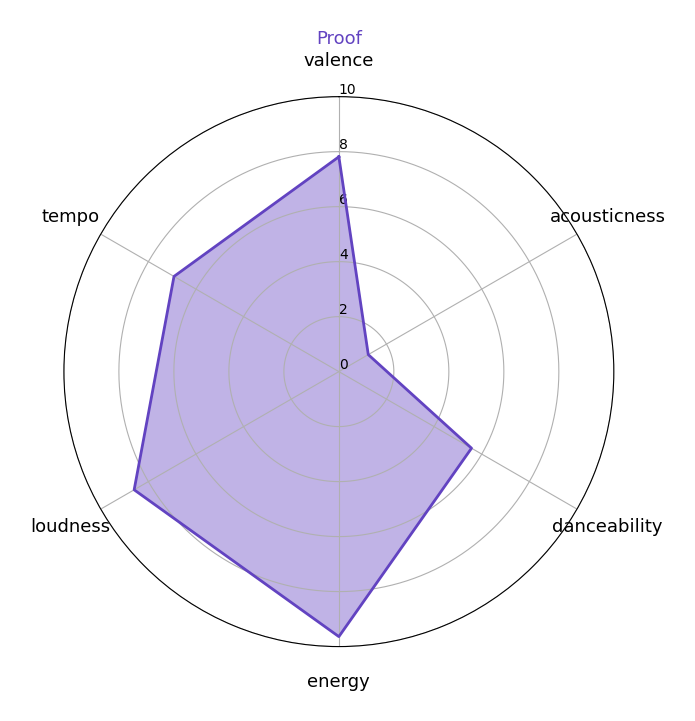 Proof
valence
10
8
6
4
2
0
tempo
acousticness
loudness
danceability
energy